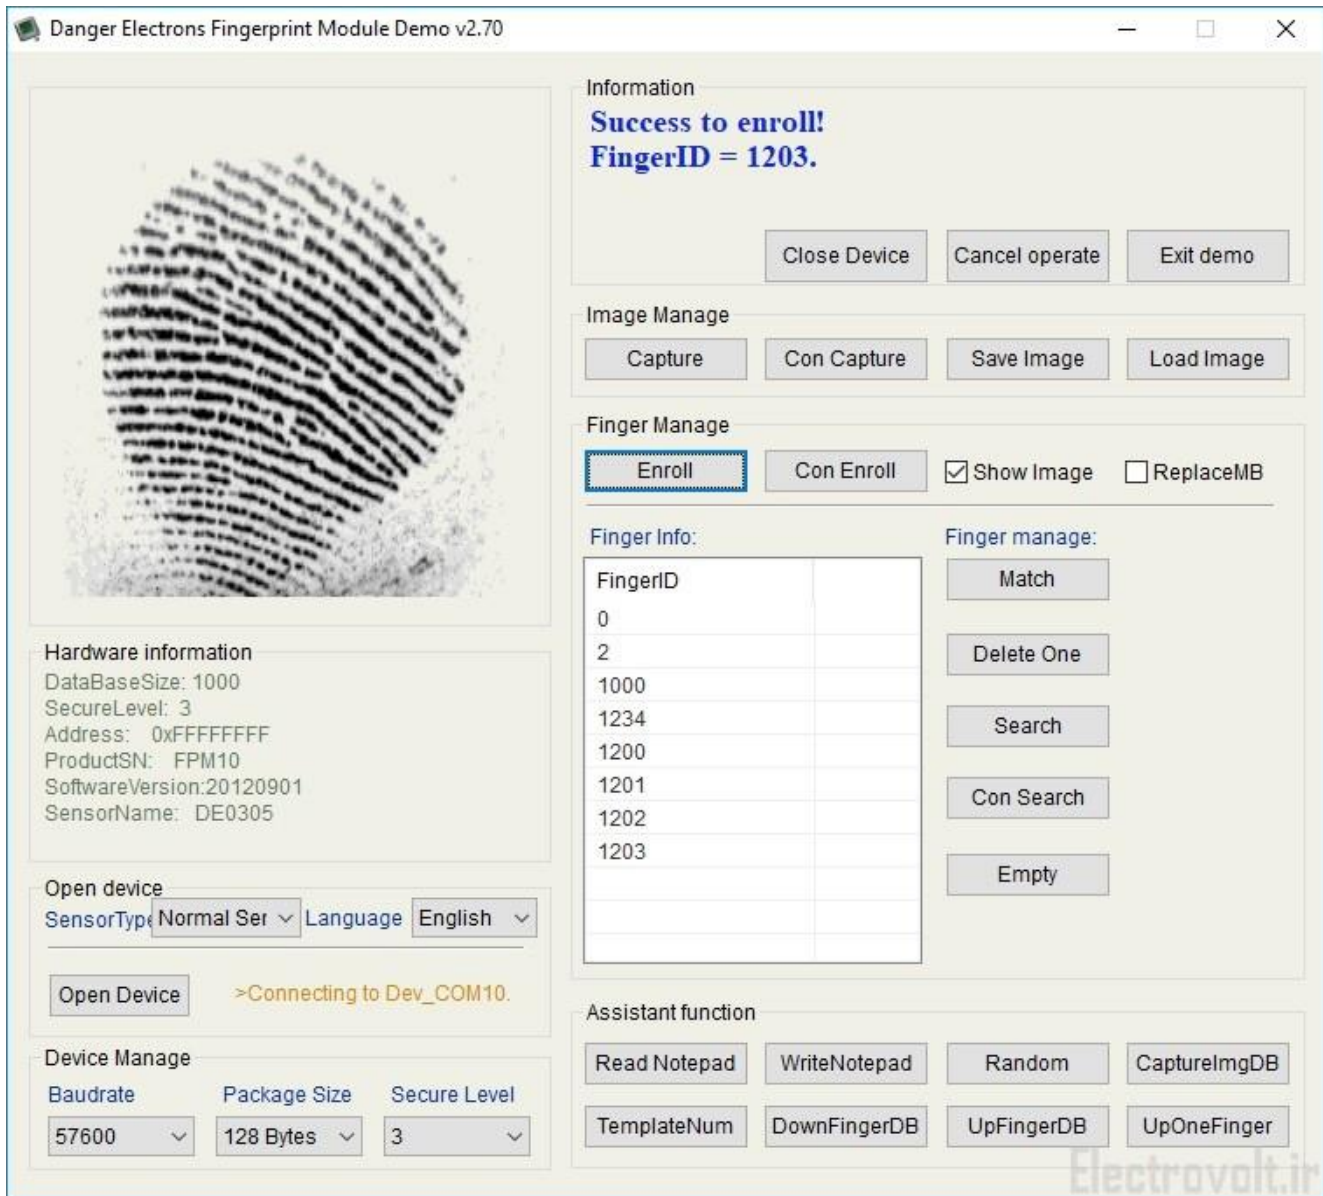 Danger Electrons Fingerprint Module Demo v2.70
Information
Success to enroll!
FingerID = 1203.
Close Device
Cancel operate
Exit demo
Image Manage
Capture
Con Capture
Save Image
Load Image
Finger Manage
Enroll
Con Enroll
Show Image
ReplaceMB
Finger Info:
FingerID
0
2
1000
1234
1200
1201
1202
1203
Finger manage:
Match
Delete One
Search
Con Search
Empty
Hardware information
DataBaseSize: 1000
SecureLevel: 3
Address: 0xFFFFFFFF
ProductSN: FPM10
SoftwareVersion:20120901
SensorName: DE0305
Open device
SensorType
Normal Ser
Language
English
Open Device
>Connecting to Dev_COM10.
Device Manage
Baudrate
Package Size
Secure Level
57600
128 Bytes
3
Assistant function
Read Notepad
WriteNotepad
Random
CaptureImgDB
TemplateNum
DownFingerDB
UpFingerDB
UpOneFinger
Electrovolt.ir